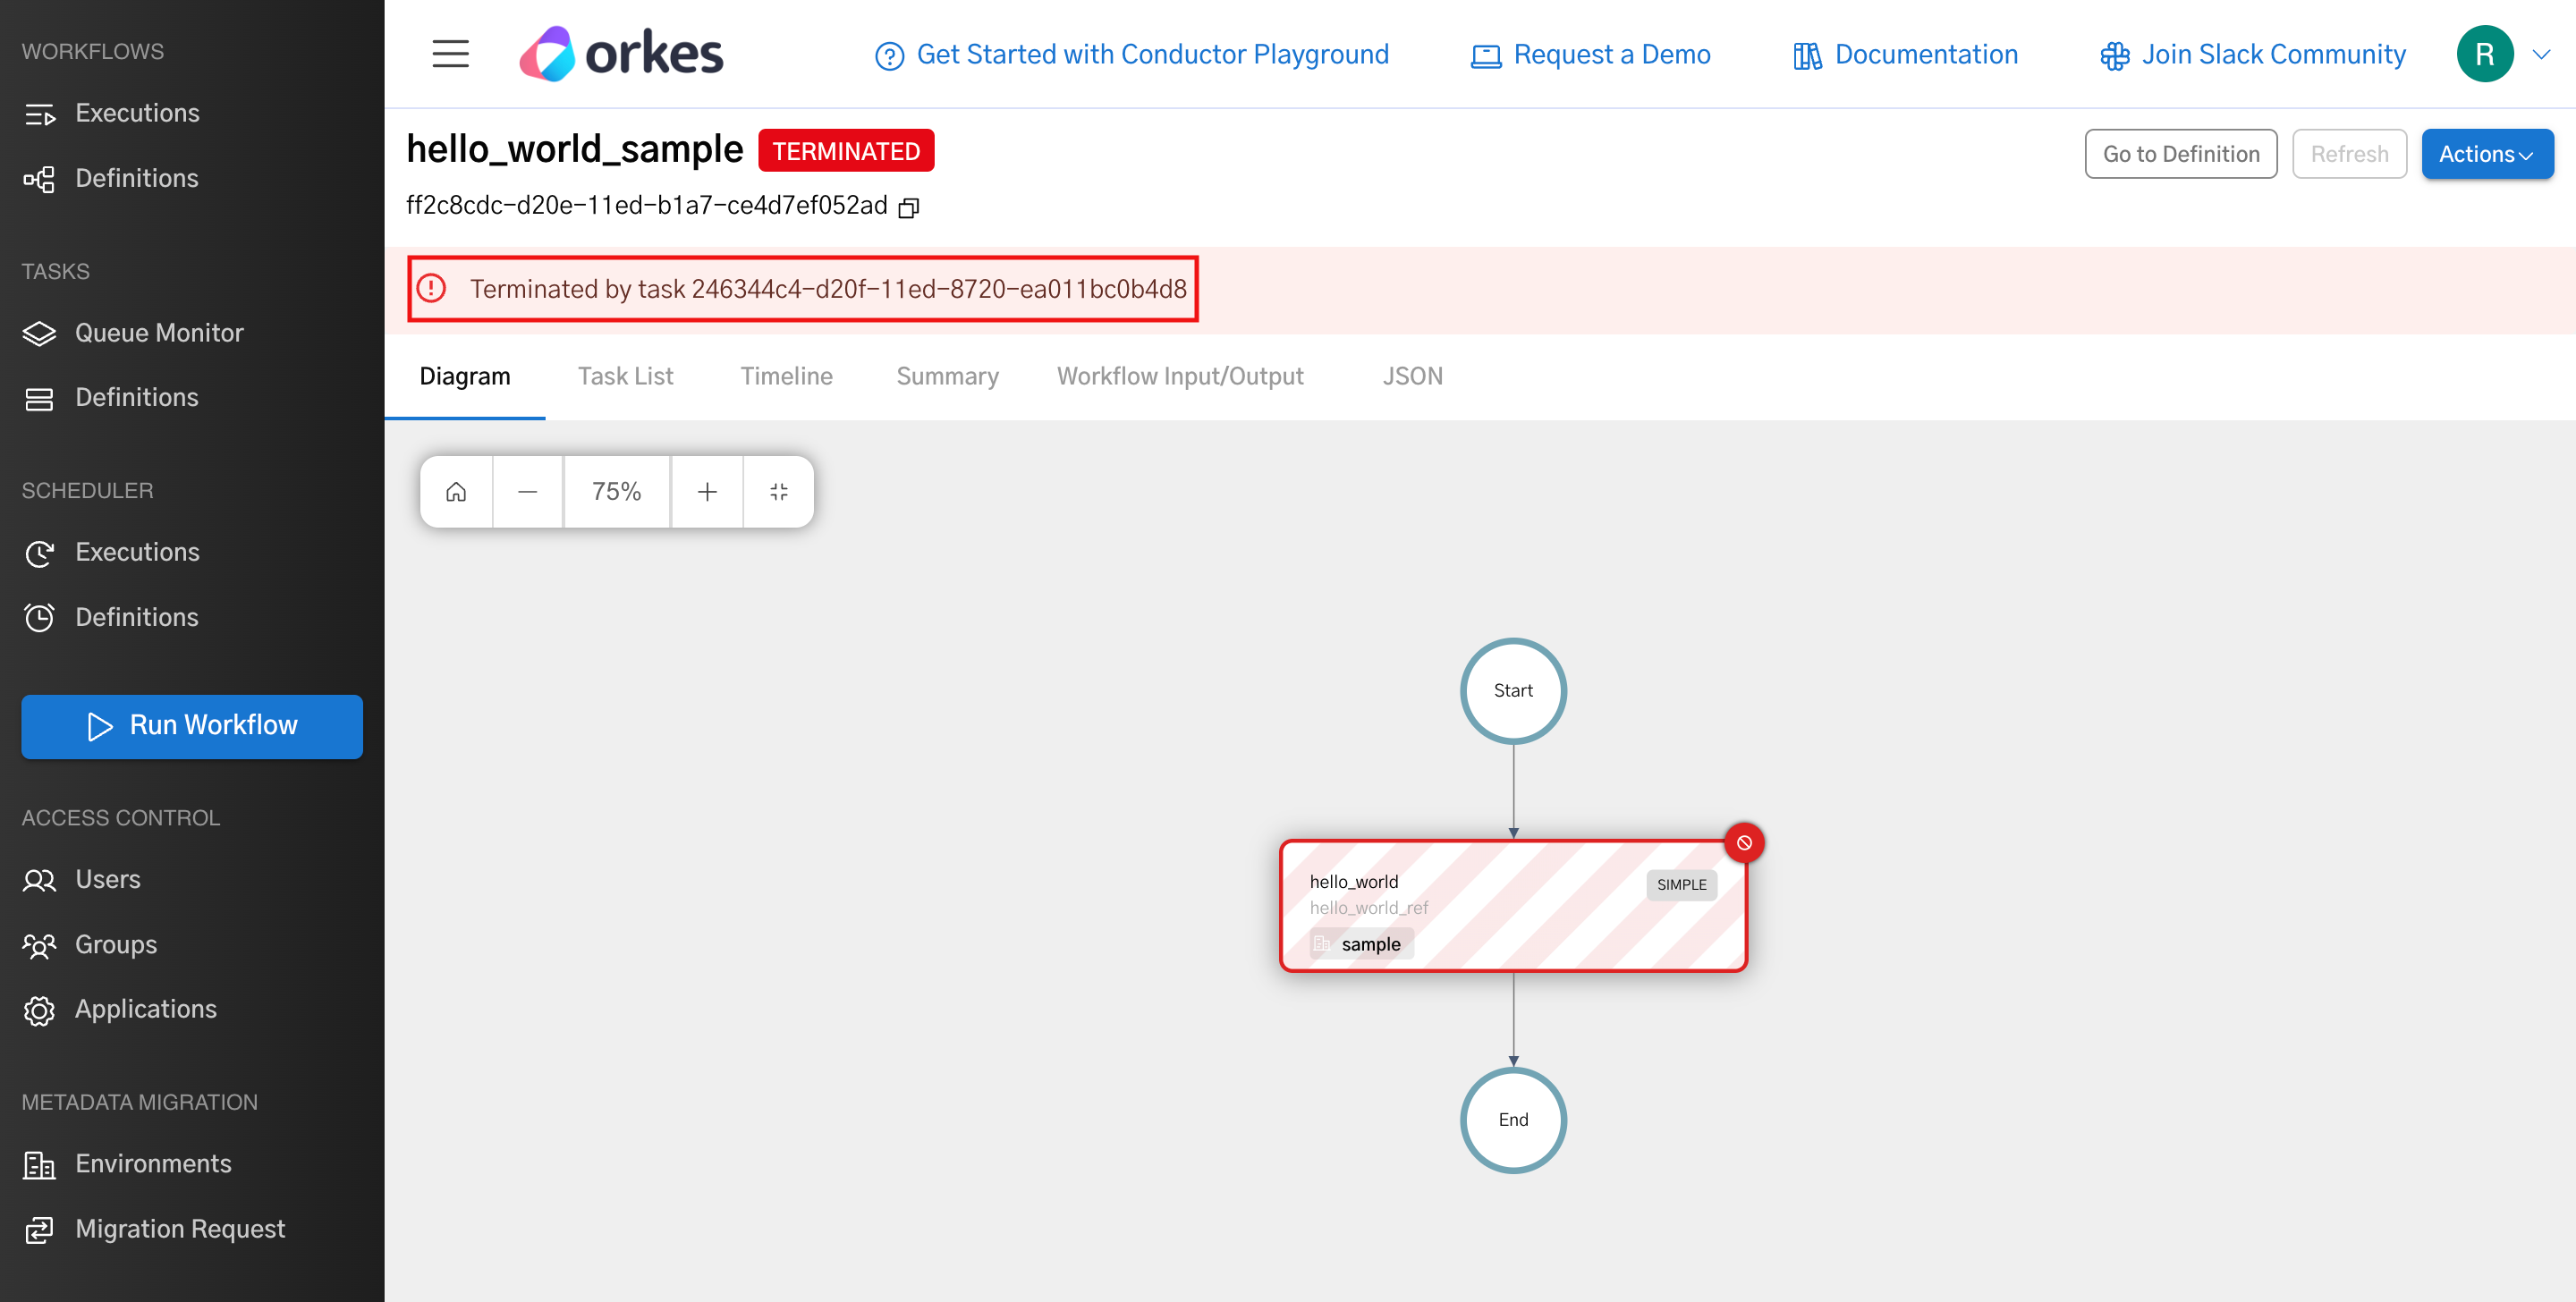 WORKFLOWS
Executions
Definitions
TASKS
Queue Monitor
Definitions
SCHEDULER
Executions
Definitions
Run Workflow
ACCESS CONTROL
Users
Groups
Applications
METADATA MIGRATION
Environments
Migration Request
orkes
Get Started with Conductor Playground
Request a Demo
Documentation
Join Slack Community
R
hello_world_sample TERMINATED
Go to Definition
Refresh
Actions
ff2c8cdc-d20e-11ed-b1a7-ce4d7ef052ad
Terminated by task 246344c4-d20f-11ed-8720-ea011bc0b4d8
Diagram Task List Timeline Summary Workflow Input/Output JSON
75%
Start
hello_world
SIMPLE
hello_world_ref
sample
End